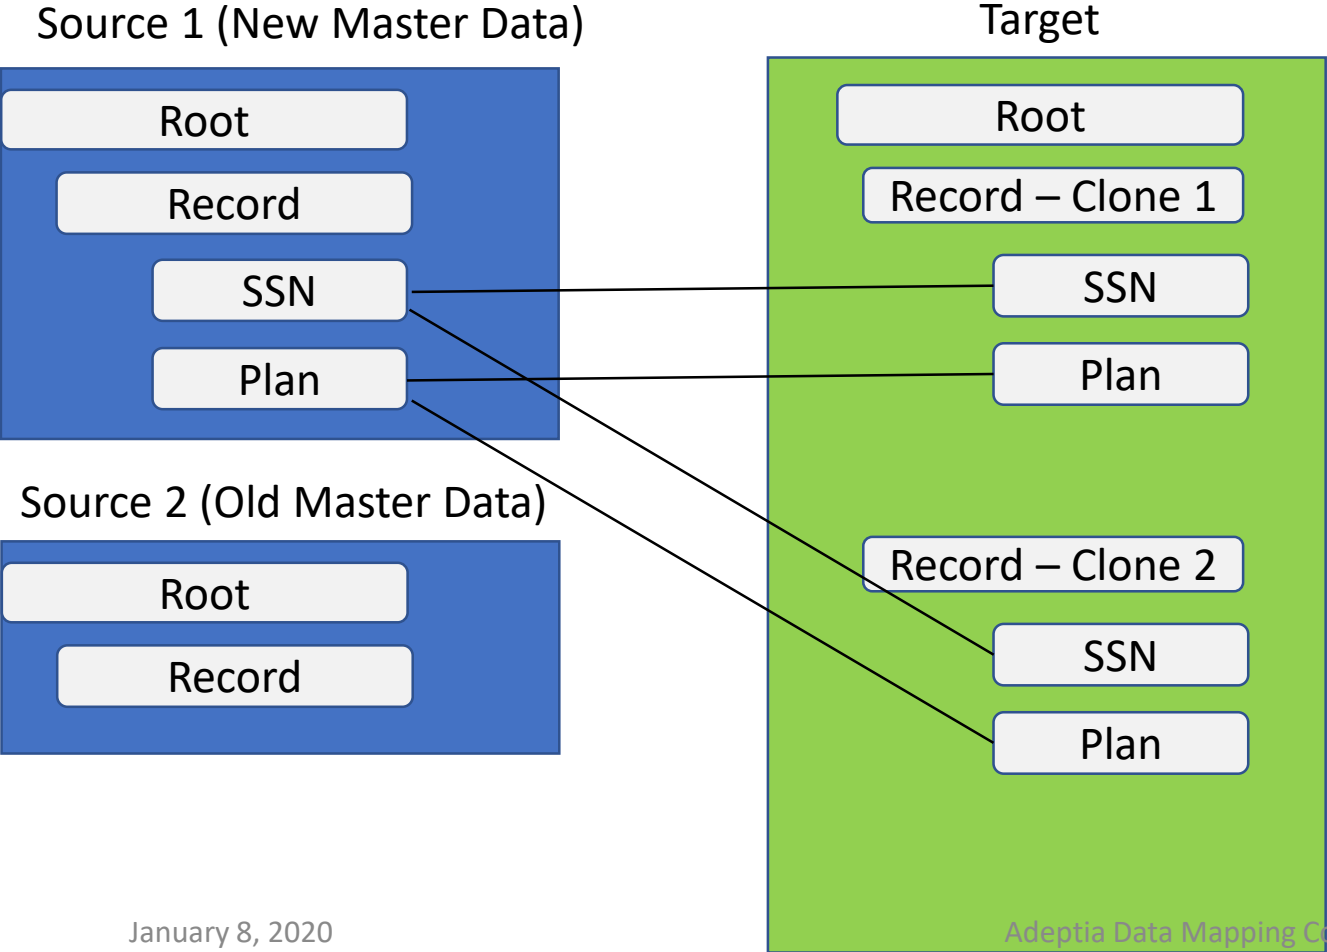 Source 1 (New Master Data)
Root
Record
SSN
Plan
Source 2 (Old Master Data)
Root
Record
Target
Root
Record – Clone 1
SSN
Plan
Record – Clone 2
SSN
Plan
January 8, 2020
Adeptia Data Mapping